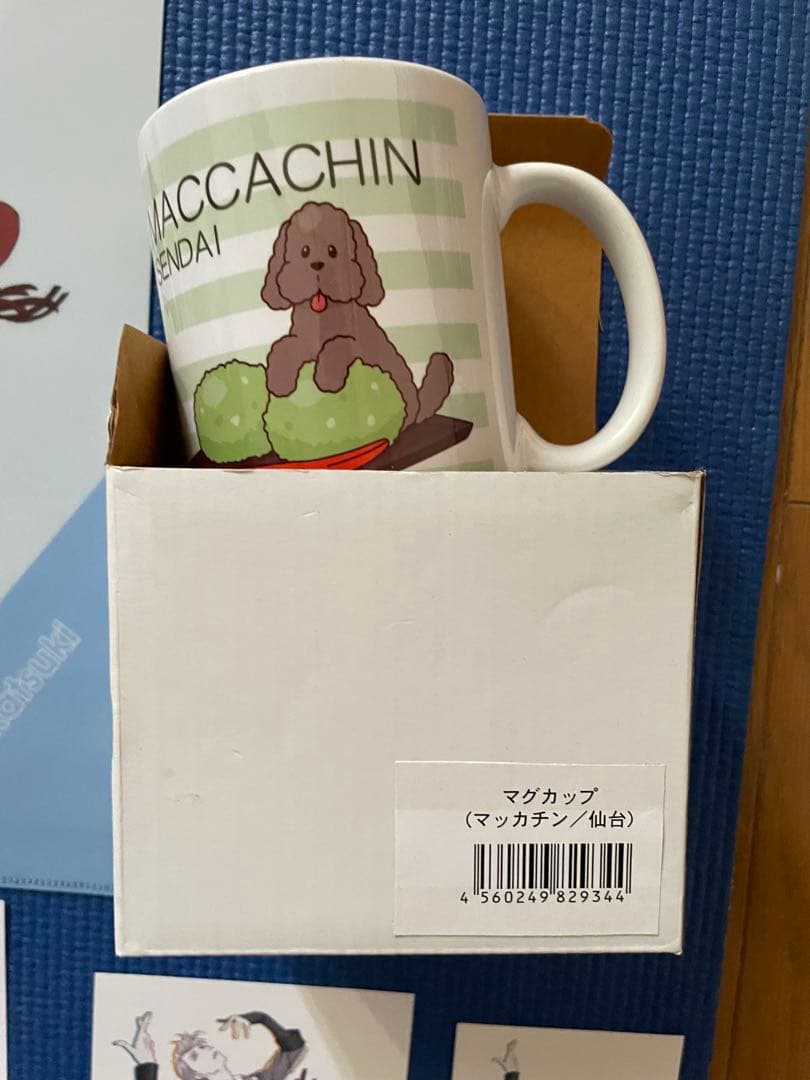 MACCACHIN
SENDAI
マグカップ
（マッカチン／仙台）
4 560249 829344